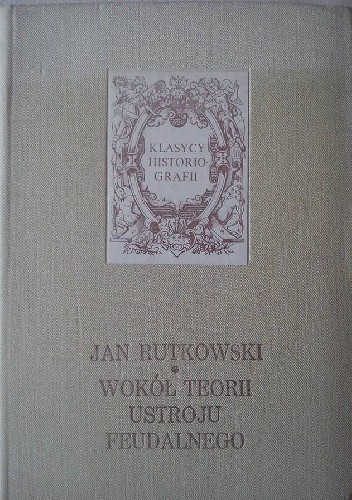 KLASYCY
HISTORIO-
GRAFII
JAN RUTKOWSKI
•
WOKÓŁ TEORII
USTROJU
FEUDALNEGO